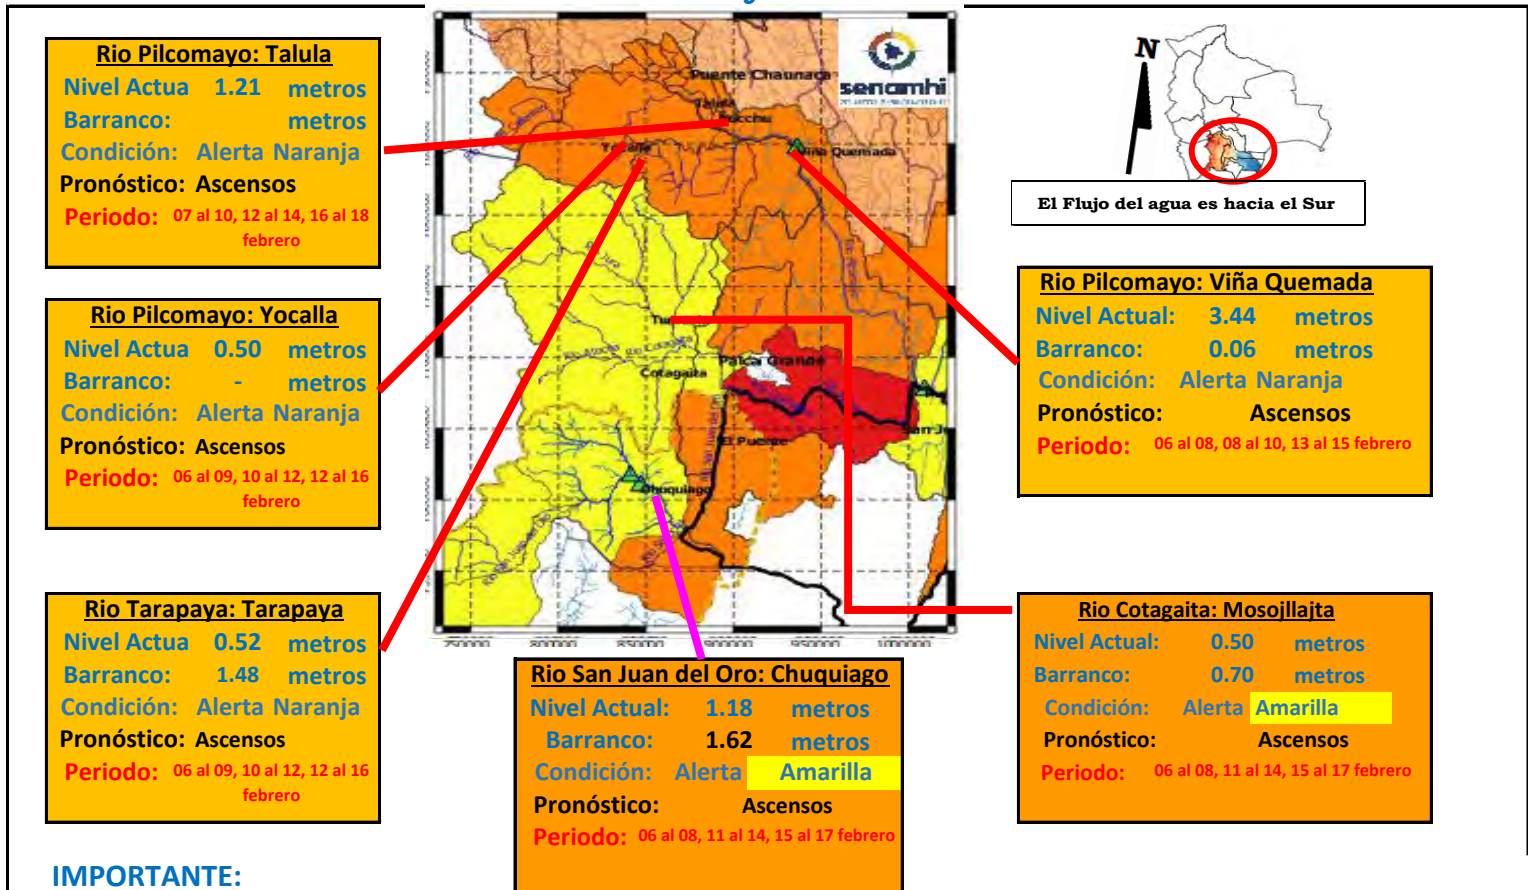 Rio Pilcomayo: Talula
Nivel Actua 1.21 metros
Barranco: metros
Condición: Alerta Naranja
Pronóstico: Ascensos
Periodo: 07 al 10, 12 al 14, 16 al 18
febrero
Rio Pilcomayo: Yocalla
Nivel Actua 0.50 metros
Barranco: - metros
Condición: Alerta Naranja
Pronóstico: Ascensos
Periodo: 06 al 09, 10 al 12, 12 al 16
febrero
Rio Tarapaya: Tarapaya
Nivel Actua 0.52 metros
Barranco: 1.48 metros
Condición: Alerta Naranja
Pronóstico: Ascensos
Periodo: 06 al 09, 10 al 12, 12 al 16
febrero
IMPORTANTE:
senamhi
Puente Chaunaca
Talula
Viña Quemada
Palca Grande
Cotagaita
El Puente
Chuquiago
Rio San Juan del Oro: Chuquiago
Nivel Actual: 1.18 metros
Barranco: 1.62 metros
Condición: Alerta Amarilla
Pronóstico: Ascensos
Periodo: 06 al 08, 11 al 14, 15 al 17 febrero
N
El Flujo del agua es hacia el Sur
Rio Pilcomayo: Viña Quemada
Nivel Actual: 3.44 metros
Barranco: 0.06 metros
Condición: Alerta Naranja
Pronóstico: Ascensos
Periodo: 06 al 08, 08 al 10, 13 al 15 febrero
Rio Cotagaita: Mosojllajta
Nivel Actual: 0.50 metros
Barranco: 0.70 metros
Condición: Alerta Amarilla
Pronóstico: Ascensos
Periodo: 06 al 08, 11 al 14, 15 al 17 febrero